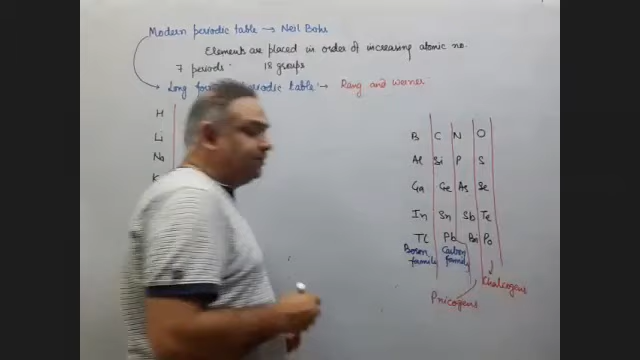 Modern periodic table → Neil Bohr
Elements are placed in order of increasing atomic no.
7 periods 18 groups
Long for periodic table → Rang and Werner
H
Li
Na
K
B C N O
Al Si P S
Ga Ge As Se
In Sn Sb Te
Tl Pb Bi Po
Boron family Carbon family
Pnicogens Khalcogens